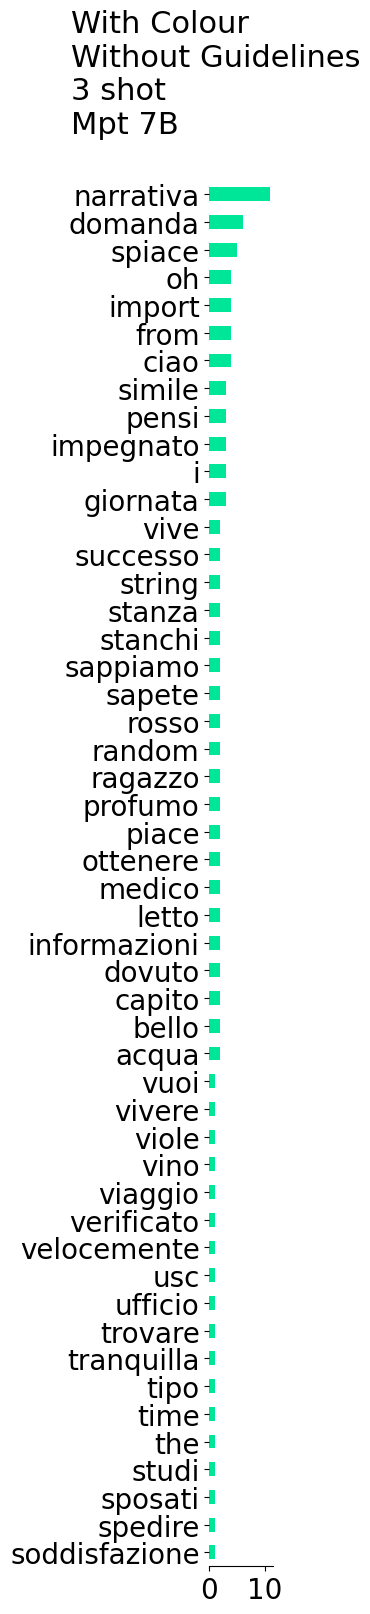 With Colour
Without Guidelines
3 shot
Mpt 7B
narrativa
domanda
spiace
oh
import
from
ciao
simile
pensi
impegnato
i
giornata
vive
successo
string
stanza
stanchi
sappiamo
sapete
rosso
random
ragazzo
profumo
piace
ottenere
medico
letto
informazioni
dovuto
capito
bello
acqua
vuoi
vivere
viole
vino
viaggio
verificato
velocemente
usc
ufficio
trovare
tranquilla
tipo
time
the
studi
sposati
spedire
soddisfazione
0 10